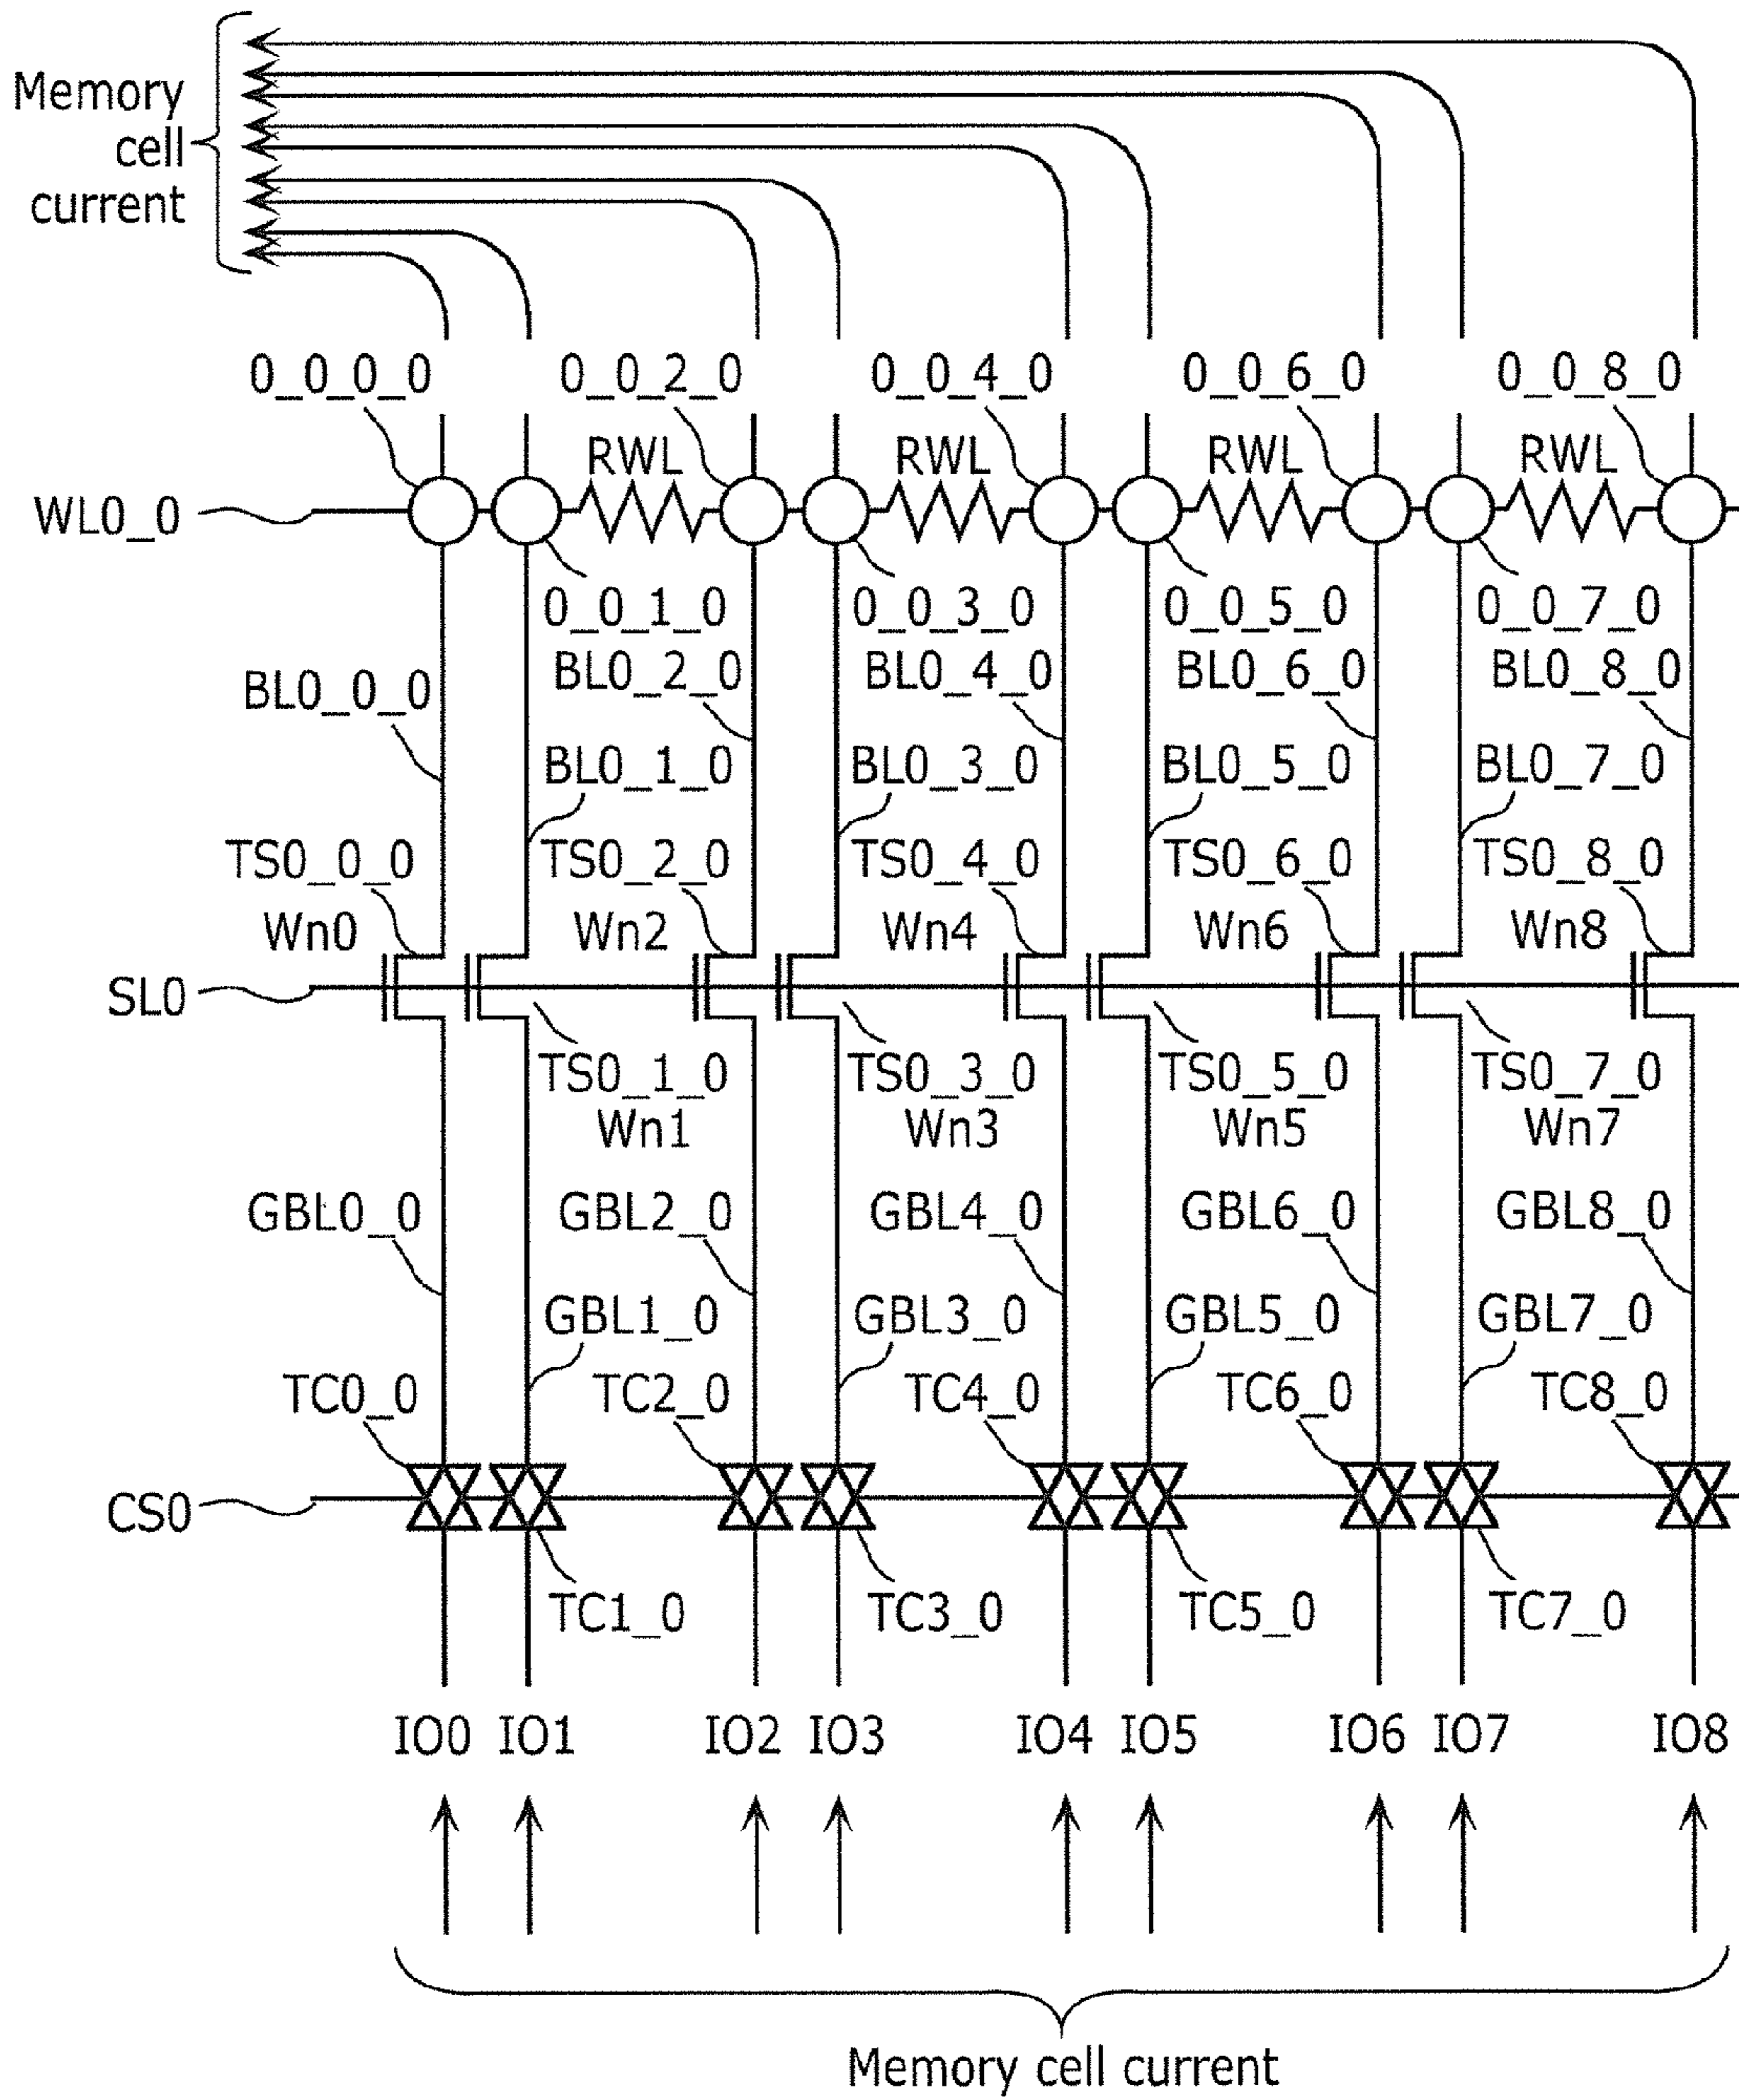 Memory
cell
current
0_0_0_0 0_0_2_0 0_0_4_0 0_0_6_0 0_0_8_0
RWL RWL RWL RWL
WL0_0
0_0_1_0 0_0_3_0 0_0_5_0 0_0_7_0
BL0_0_0 BL0_2_0 BL0_4_0 BL0_6_0 BL0_8_0
BL0_1_0 BL0_3_0 BL0_5_0 BL0_7_0
TS0_0_0 TS0_2_0 TS0_4_0 TS0_6_0 TS0_8_0
Wn0 Wn2 Wn4 Wn6 Wn8
SL0
TS0_1_0 TS0_3_0 TS0_5_0 TS0_7_0
Wn1 Wn3 Wn5 Wn7
GBL0_0 GBL2_0 GBL4_0 GBL6_0 GBL8_0
GBL1_0 GBL3_0 GBL5_0 GBL7_0
TC0_0 TC2_0 TC4_0 TC6_0 TC8_0
CS0
TC1_0 TC3_0 TC5_0 TC7_0
IO0 IO1 IO2 IO3 IO4 IO5 IO6 IO7 IO8
Memory cell current